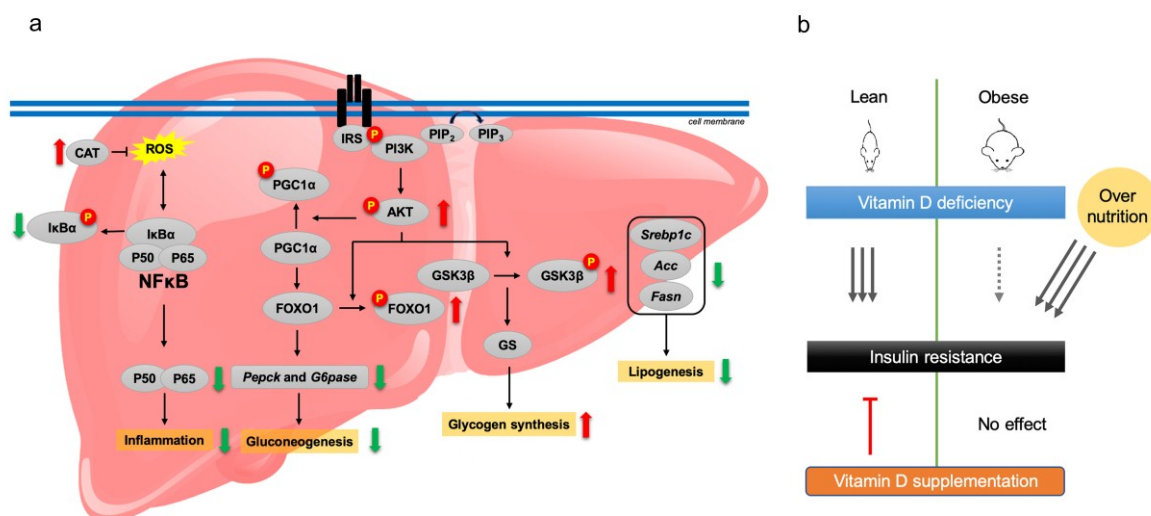 a
b
cell membrane
IRS
P
PI3K
PIP2
PIP3
CAT
ROS
P
PGC1α
P
AKT
IκBα
P
IκBα
P50
P65
NFκB
PGC1α
GSK3β
GSK3β
P
Srebp1c
Acc
Fasn
FOXO1
P
FOXO1
GS
P50
P65
Pepck and G6pase
Lipogenesis
Inflammation
Gluconeogenesis
Glycogen synthesis
Lean
Obese
Vitamin D deficiency
Over
nutrition
Insulin resistance
No effect
Vitamin D supplementation